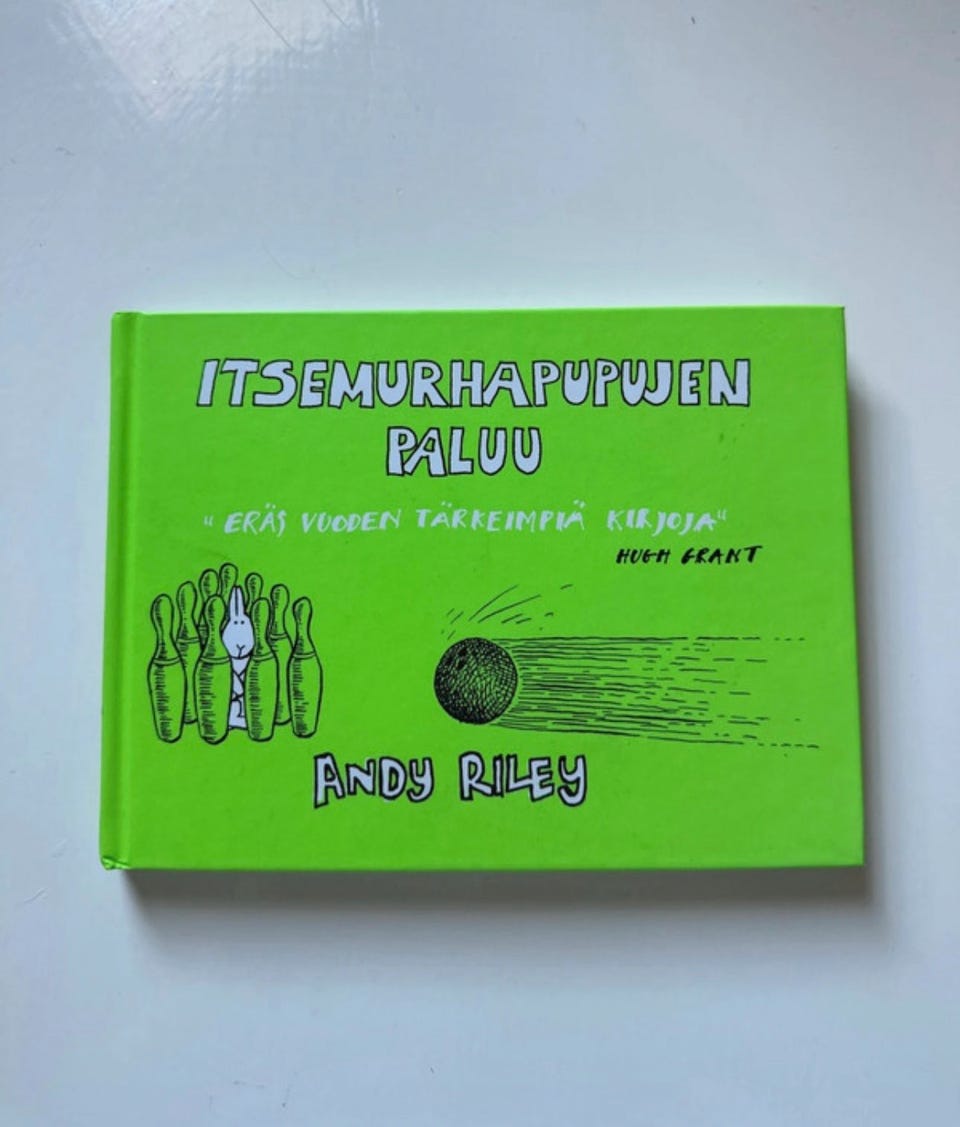 ITSEMURHAPUPUJEN
PALUU
"ERÄS VUODEN TÄRKEIMPIÄ KIRJOJA"
HUGH GRANT
ANDY RILEY